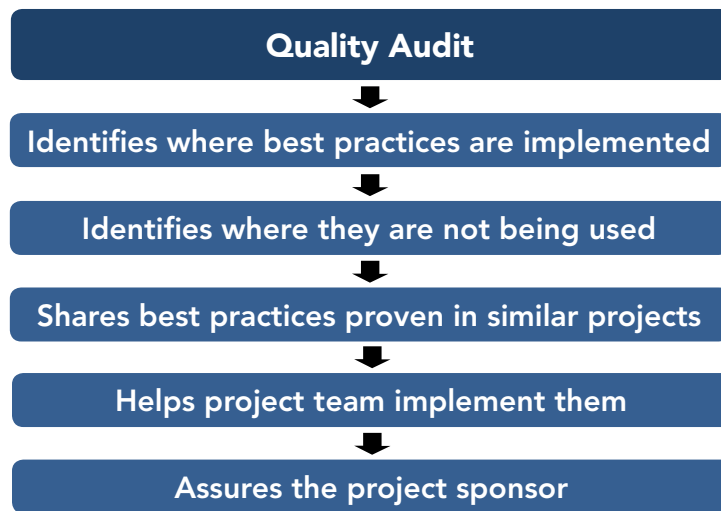 Quality Audit
Identifies where best practices are implemented
Identifies where they are not being used
Shares best practices proven in similar projects
Helps project team implement them
Assures the project sponsor